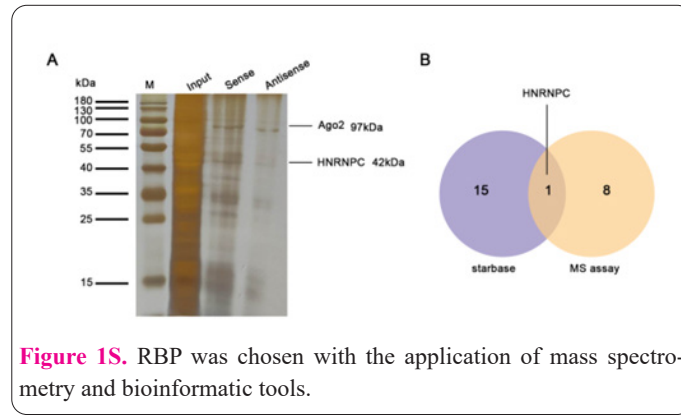 A
B
kDa
M
Input
Sense
Antisense
180
130
100
70
55
40
35
25
15
Ago2 97kDa
HNRNPC 42kDa
HNRNPC
15
1
8
starbase
MS assay
Figure 1S. RBP was chosen with the application of mass spectro-
metry and bioinformatic tools.